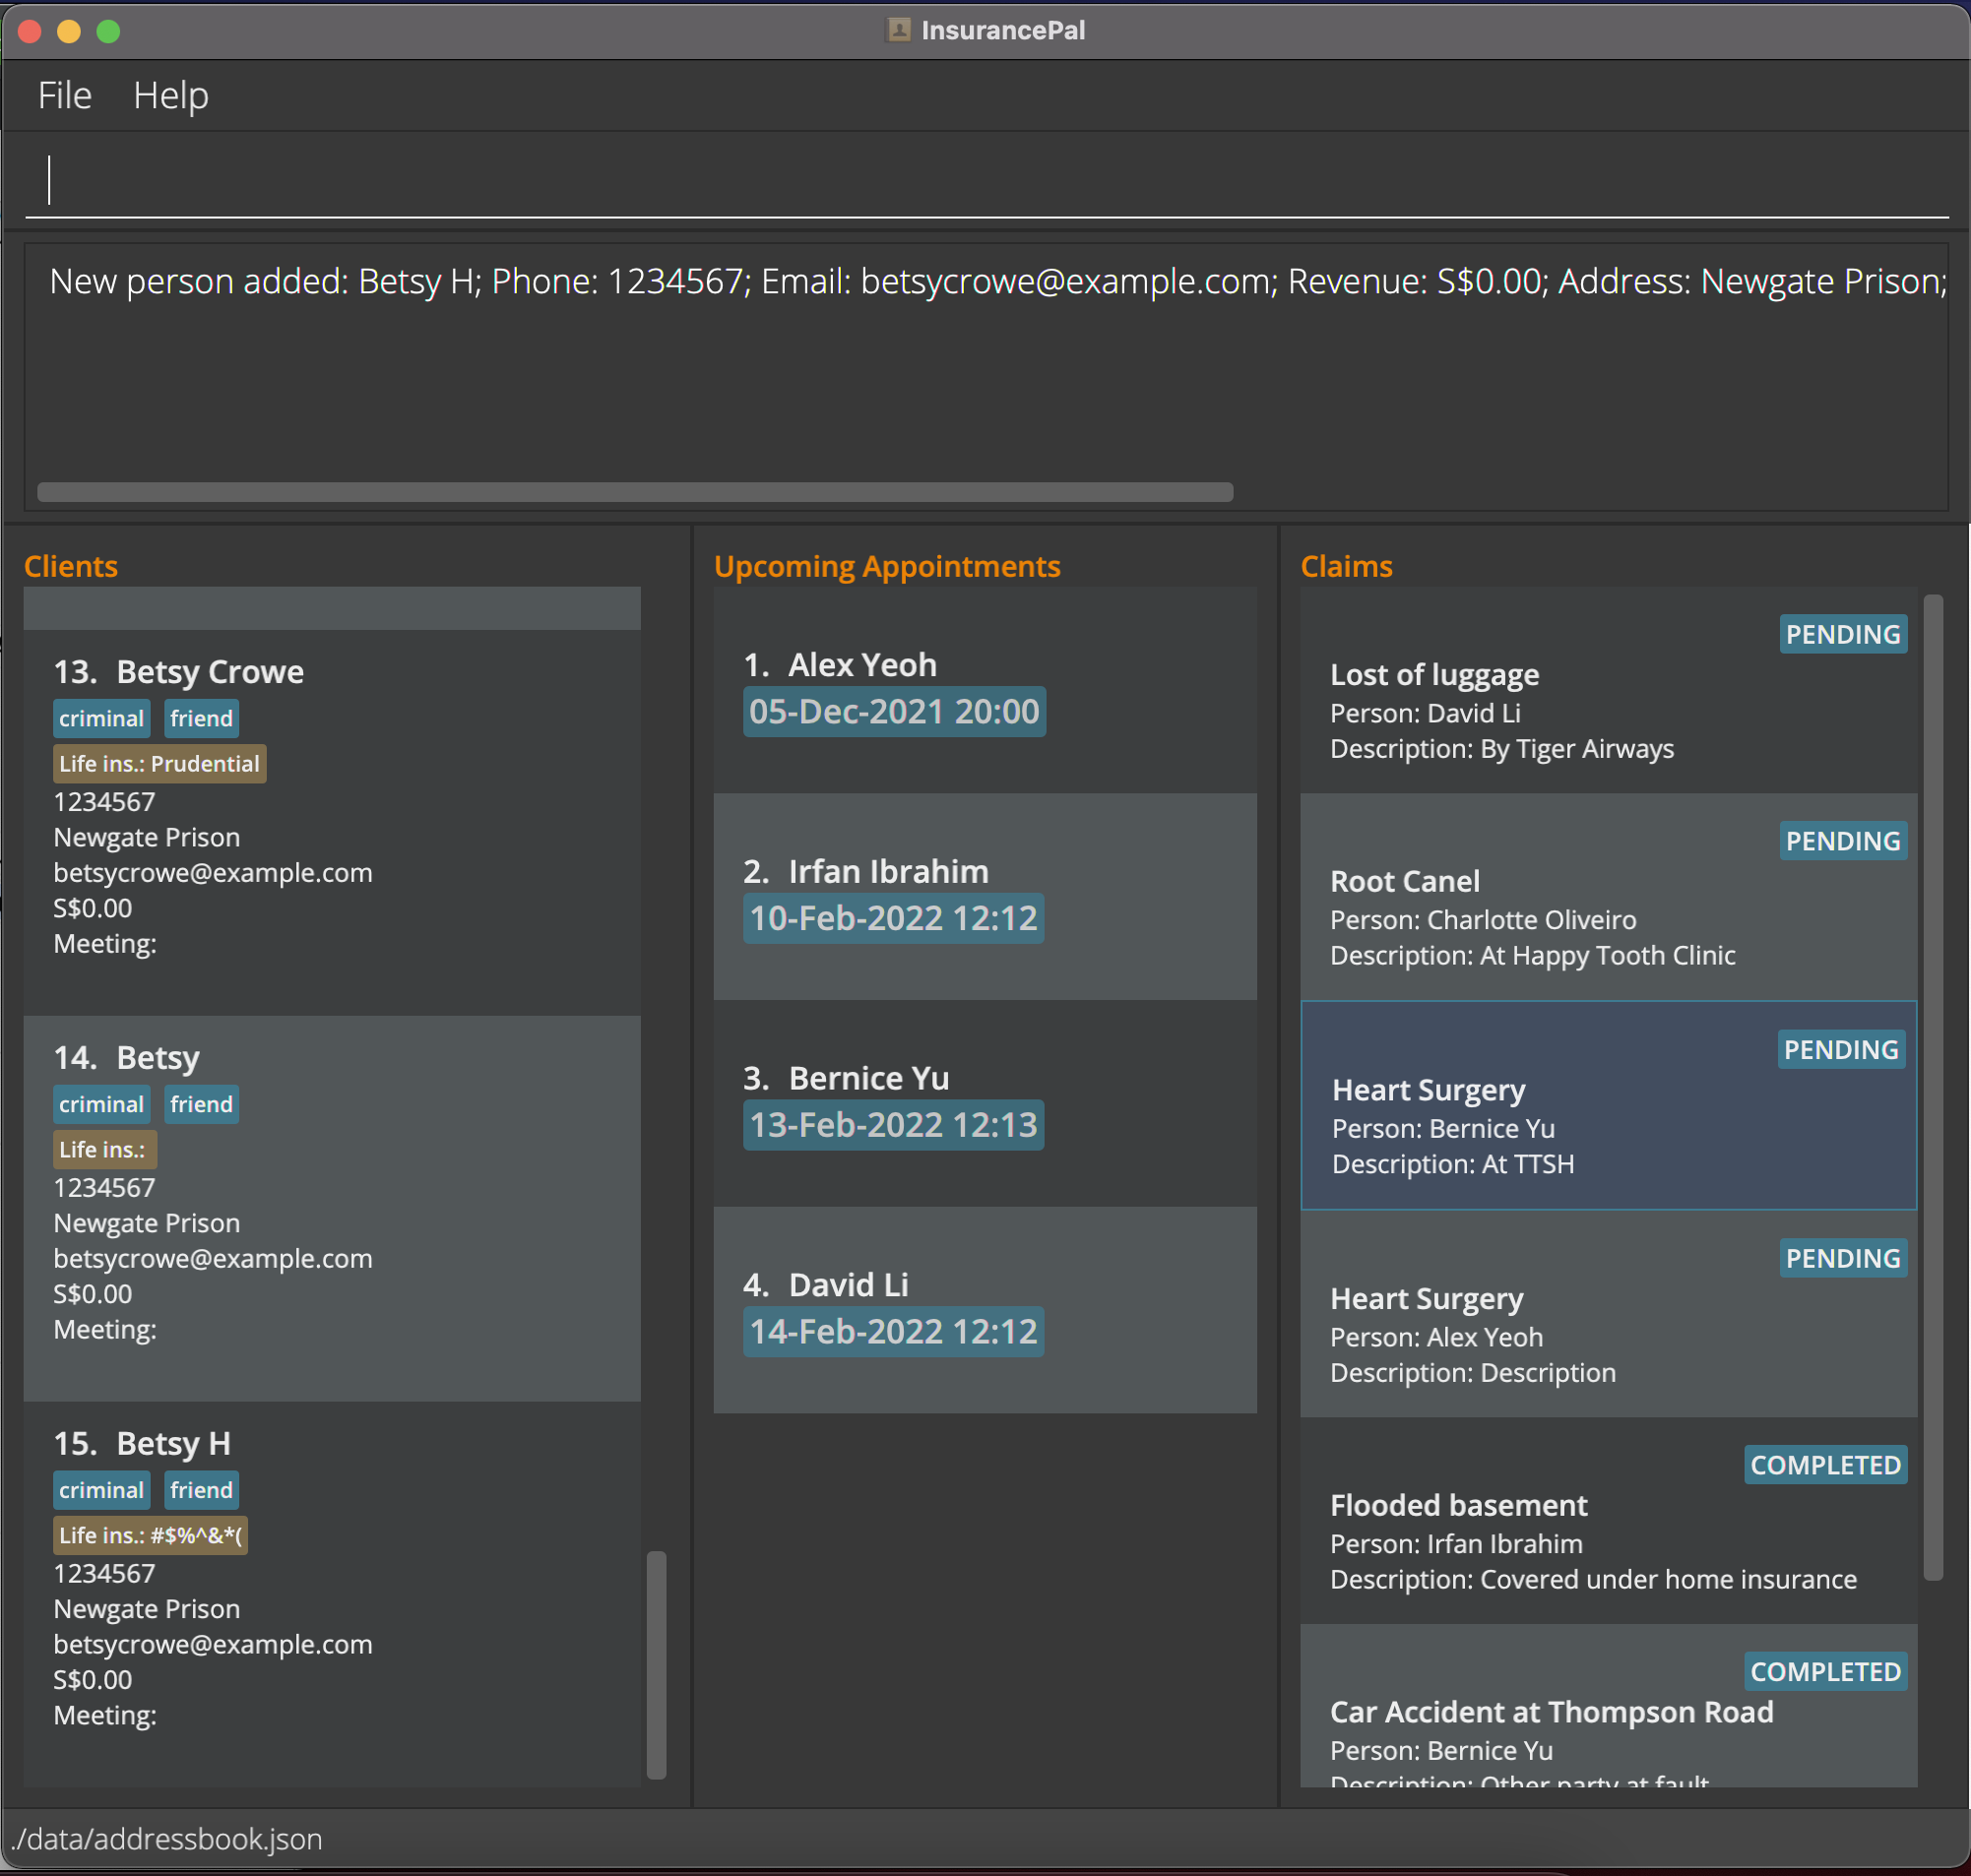 InsurancePal
File Help
New person added: Betsy H; Phone: 1234567; Email: betsycrowe@example.com; Revenue: S$0.00; Address: Newgate Prison;
Clients
13. Betsy Crowe
criminal friend
Life ins.: Prudential
1234567
Newgate Prison
betsycrowe@example.com
S$0.00
Meeting:
14. Betsy
criminal friend
Life ins.:
1234567
Newgate Prison
betsycrowe@example.com
S$0.00
Meeting:
15. Betsy H
criminal friend
Life ins.: #$%^&*(
1234567
Newgate Prison
betsycrowe@example.com
S$0.00
Meeting:
Upcoming Appointments
1. Alex Yeoh
05-Dec-2021 20:00
2. Irfan Ibrahim
10-Feb-2022 12:12
3. Bernice Yu
13-Feb-2022 12:13
4. David Li
14-Feb-2022 12:12
Claims
PENDING
Lost of luggage
Person: David Li
Description: By Tiger Airways
PENDING
Root Canel
Person: Charlotte Oliveiro
Description: At Happy Tooth Clinic
PENDING
Heart Surgery
Person: Bernice Yu
Description: At TTSH
PENDING
Heart Surgery
Person: Alex Yeoh
Description: Description
COMPLETED
Flooded basement
Person: Irfan Ibrahim
Description: Covered under home insurance
COMPLETED
Car Accident at Thompson Road
Person: Bernice Yu
Description: Other party at fault
./data/addressbook.json